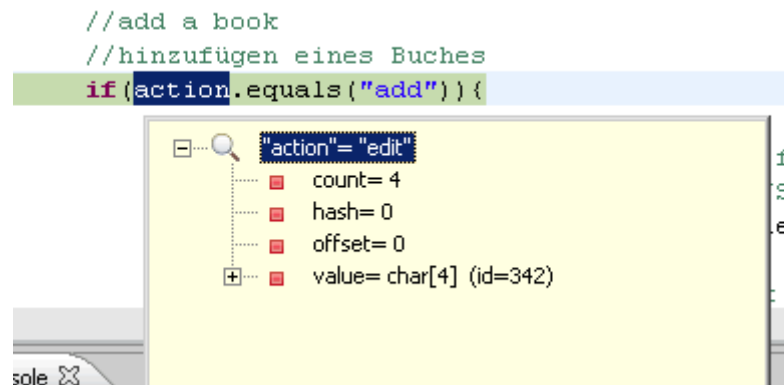 //add a book
//hinzufügen eines Buches
if(action.equals("add")){
"action"= "edit"
count= 4
hash= 0
offset= 0
value= char[4] (id=342)
sole